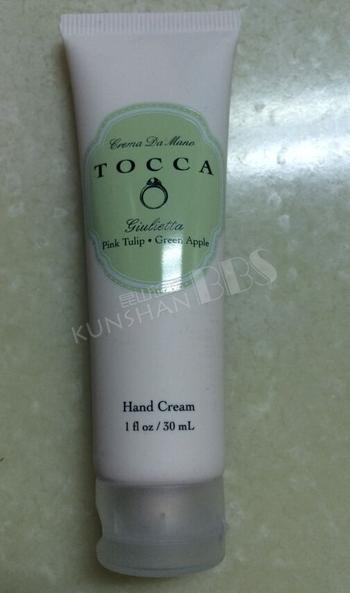 Crema Da Mano
TOCCA
Giulietta
Pink Tulip • Green Apple
KUNSHAN BBS
Hand Cream
1 fl oz / 30 mL